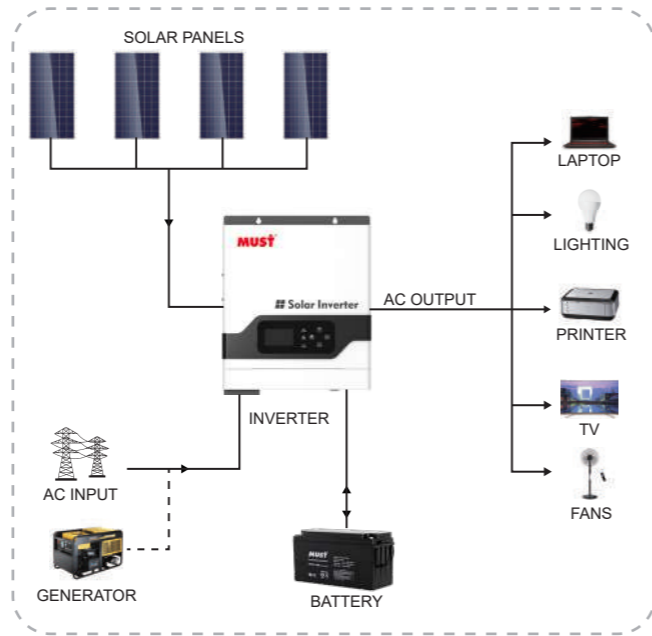 SOLAR PANELS
MUST
Solar Inverter
AC OUTPUT
LAPTOP
LIGHTING
PRINTER
TV
FANS
INVERTER
AC INPUT
GENERATOR
MUST
BATTERY